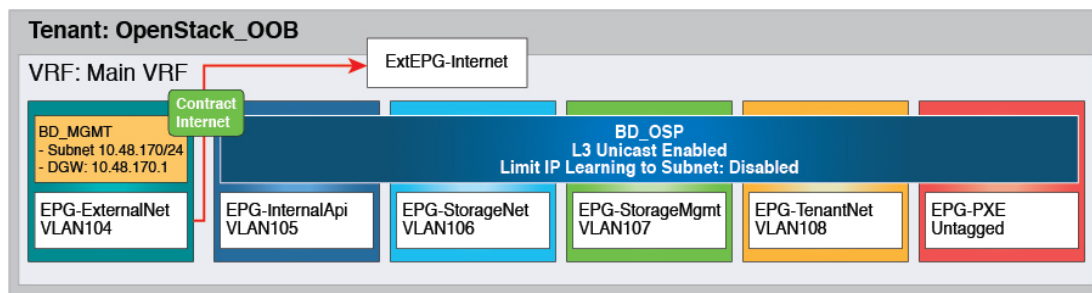 Tenant: OpenStack_OOB
VRF: Main VRF
ExtEPG-Internet
Contract
Internet
BD_MGMT
- Subnet 10.48.170/24
- DGW: 10.48.170.1
BD_OSP
L3 Unicast Enabled
Limit IP Learning to Subnet: Disabled
EPG-ExternalNet
VLAN104
EPG-InternalApi
VLAN105
EPG-StorageNet
VLAN106
EPG-StorageMgmt
VLAN107
EPG-TenantNet
VLAN108
EPG-PXE
Untagged